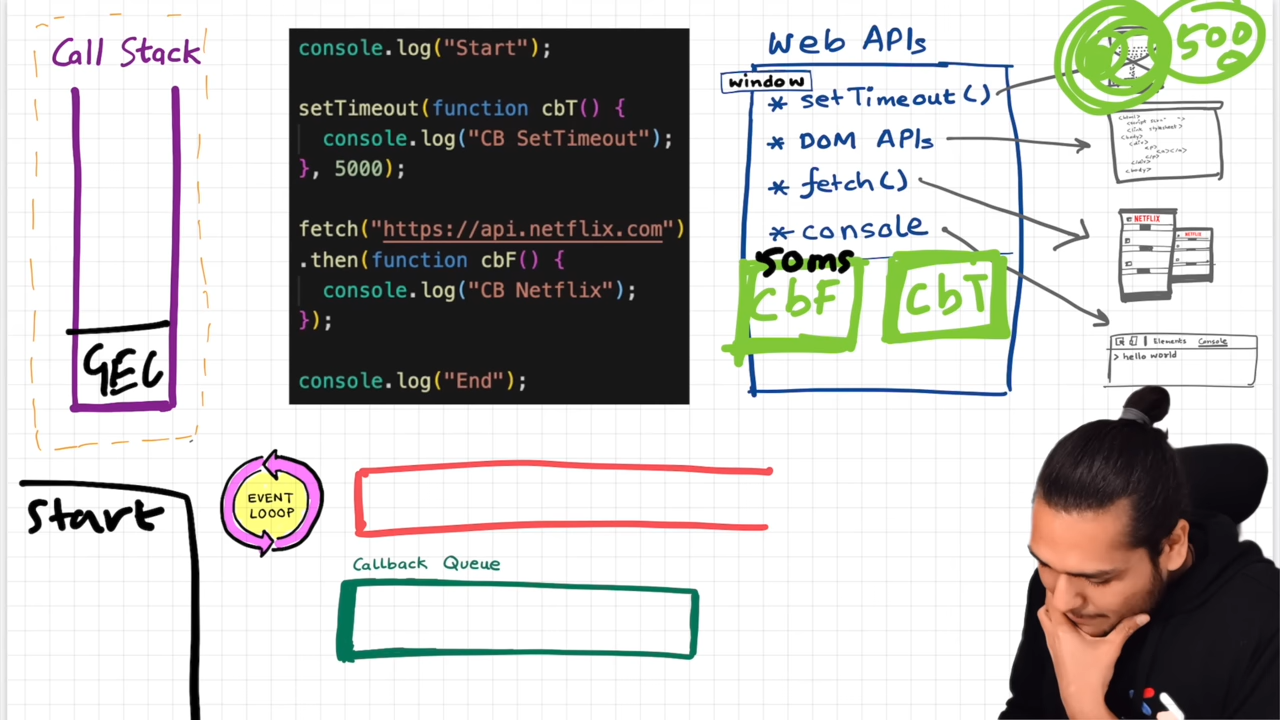 Call Stack
GEC
console.log("Start");
setTimeout(function cbT() {
console.log("CB SetTimeout");
}, 5000);
fetch("https://api.netflix.com")
.then(function cbF() {
console.log("CB Netflix");
});
console.log("End");
Web APIs
window
* setTimeout()
* DOM APIs
* fetch()
* console
50ms
CbF
CbT
500
NETFLIX
NETFLIX
Elements Console
> hello world
Start
EVENT
LOOOP
Callback Queue